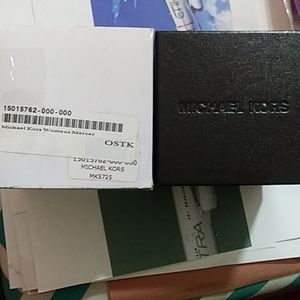 15015762-000-000
Michael Kors Womens Mercer
OSTK
15015762-000-000
MICHAEL KORS
MK5725
MICHAEL KORS
TRA